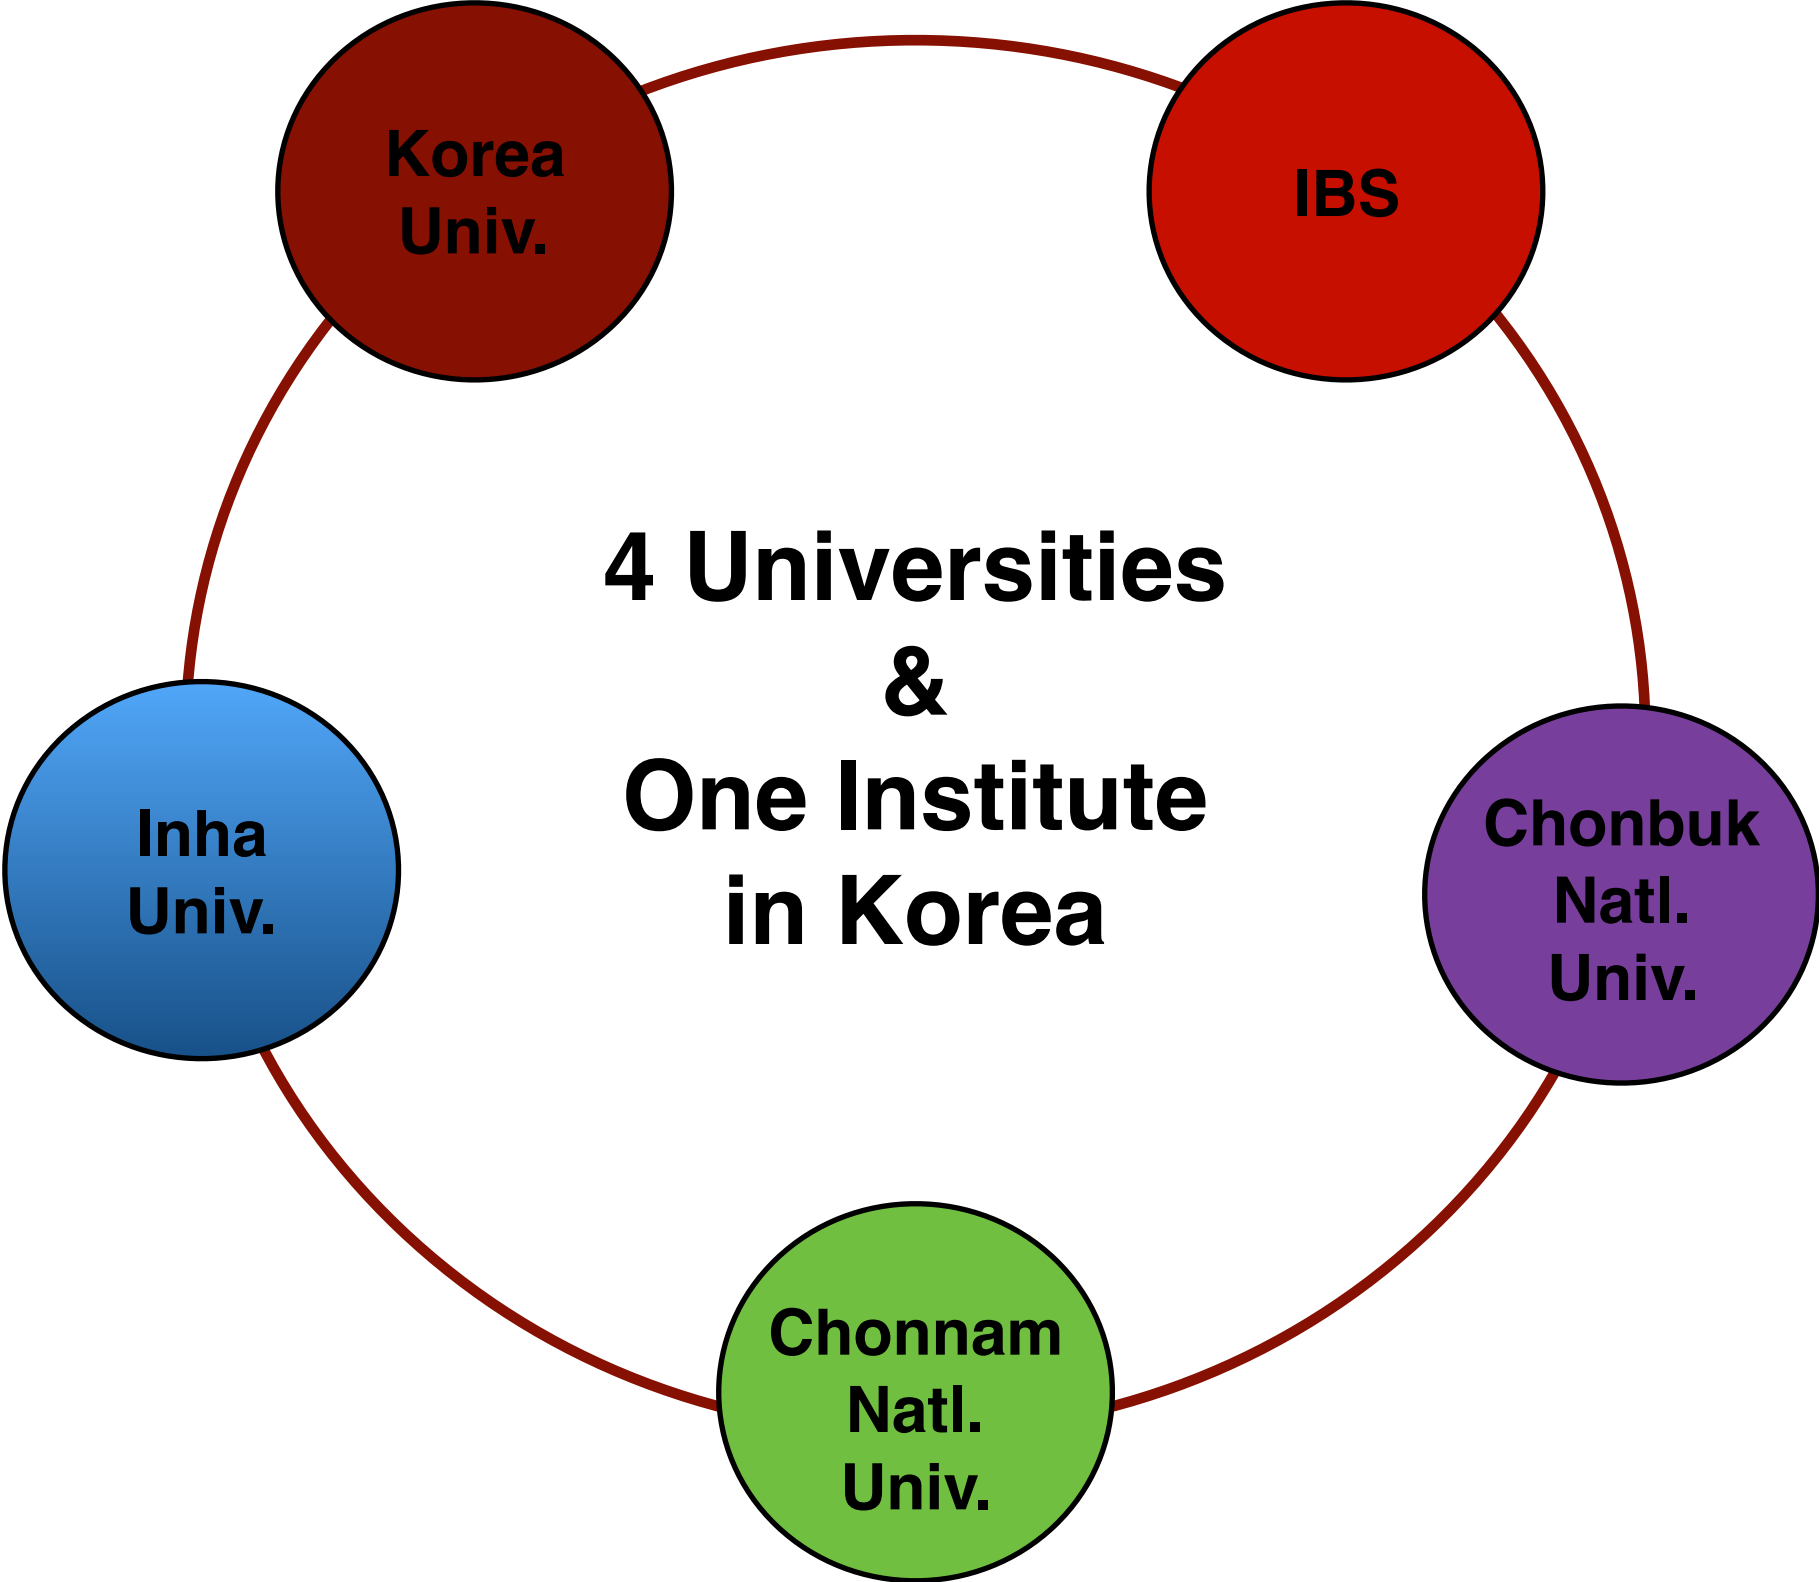 Korea
Univ.
IBS
4 Universities
&
One Institute
in Korea
Inha
Univ.
Chonbuk
Natl.
Univ.
Chonnam
Natl.
Univ.